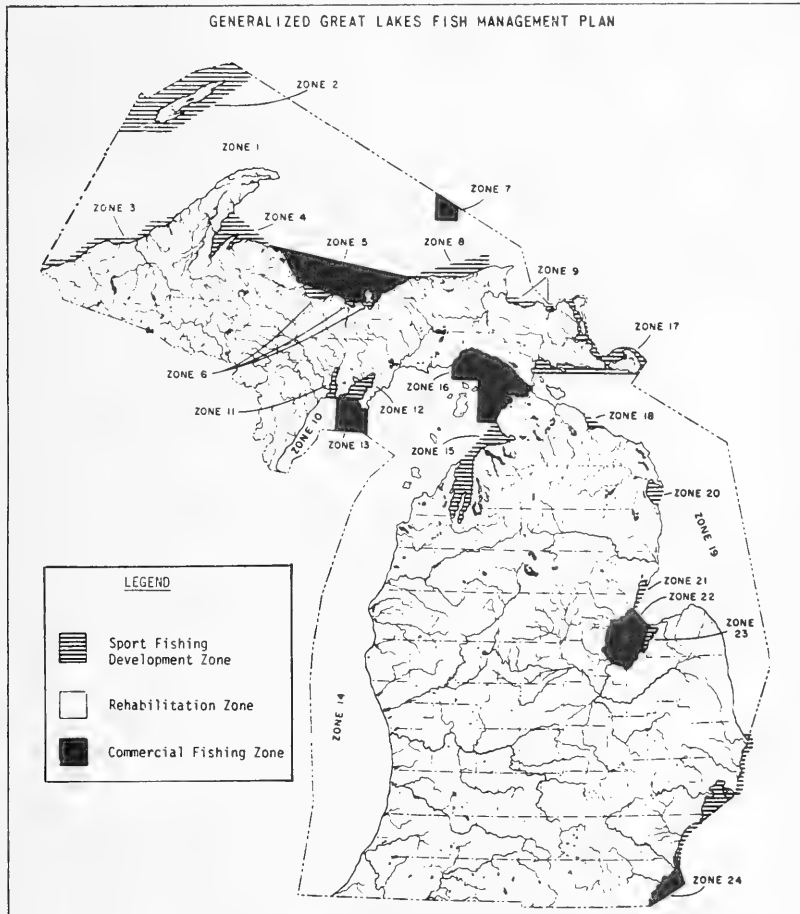 GENERALIZED GREAT LAKES FISH MANAGEMENT PLAN
ZONE 2
ZONE 1
ZONE 7
ZONE 3
ZONE 4
ZONE 5
ZONE 8
ZONE 9
ZONE 17
ZONE 6
ZONE 16
ZONE 11
ZONE 12
ZONE 18
ZONE 10
ZONE 13
ZONE 15
ZONE 20
ZONE 19
ZONE 21
ZONE 22
ZONE
23
LEGEND
Sport Fishing
Development Zone
Rehabilitation Zone
Commercial Fishing Zone
ZONE 14
ZONE 24